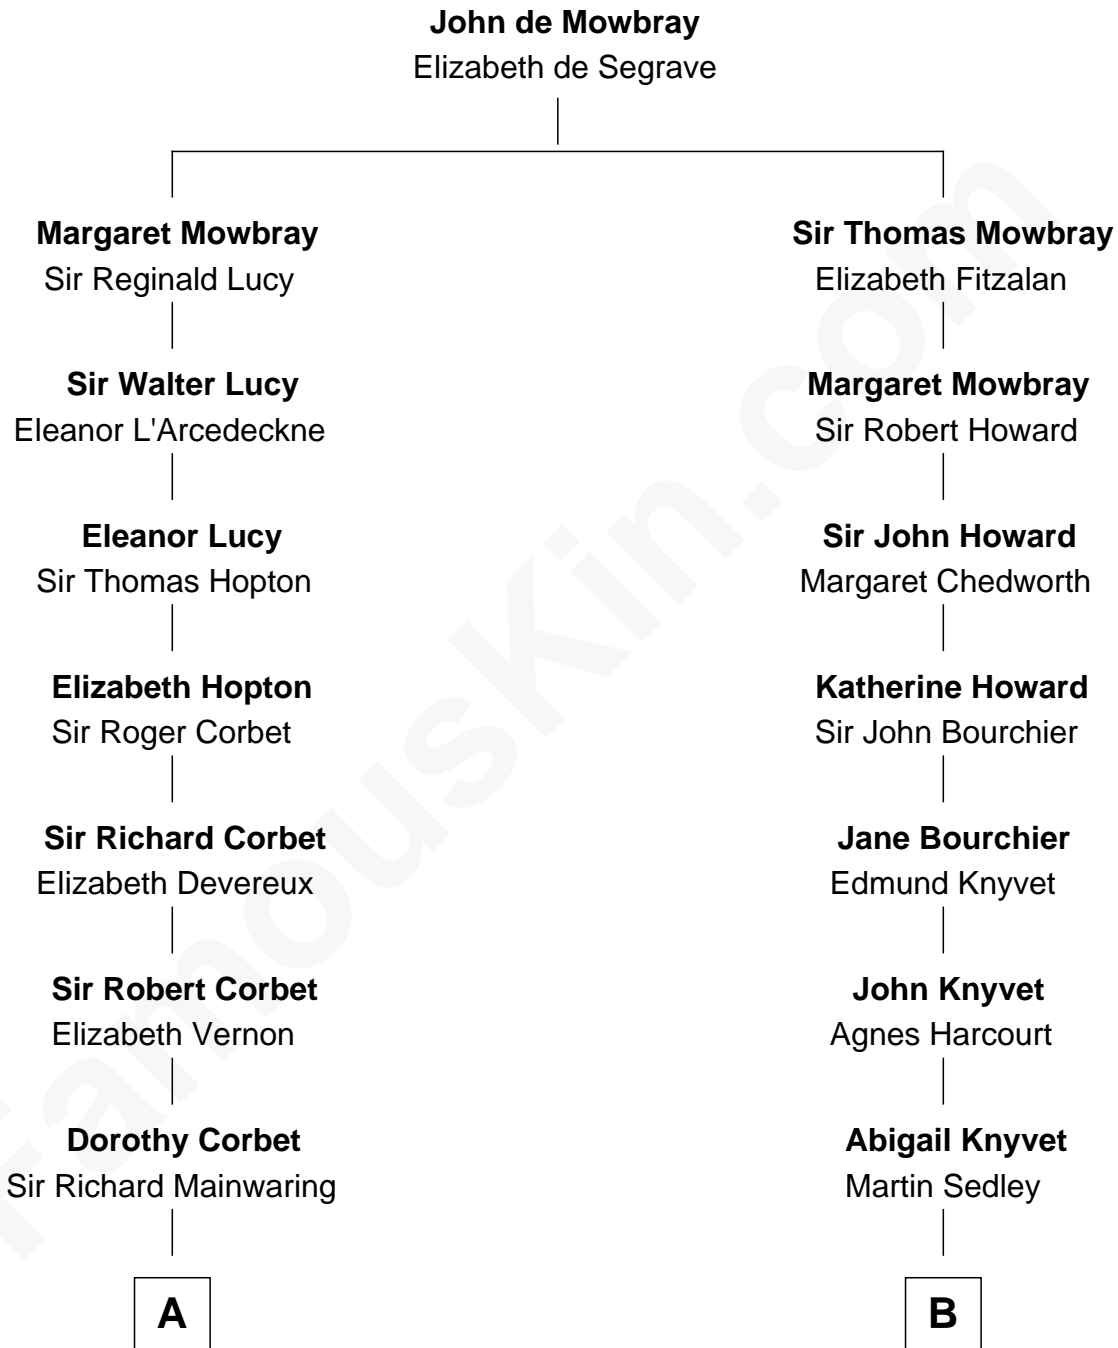 John de Mowbray
Elizabeth de Segrave
Margaret Mowbray
Sir Reginald Lucy
Sir Walter Lucy
Eleanor L'Arcedeckne
Eleanor Lucy
Sir Thomas Hopton
Elizabeth Hopton
Sir Roger Corbet
Sir Richard Corbet
Elizabeth Devereux
Sir Robert Corbet
Elizabeth Vernon
Dorothy Corbet
Sir Richard Mainwaring
A
Sir Thomas Mowbray
Elizabeth Fitzalan
Margaret Mowbray
Sir Robert Howard
Sir John Howard
Margaret Chedworth
Katherine Howard
Sir John Bourchier
Jane Bourchier
Edmund Knyvet
John Knyvet
Agnes Harcourt
Abigail Knyvet
Martin Sedley
B
FamousKin.com